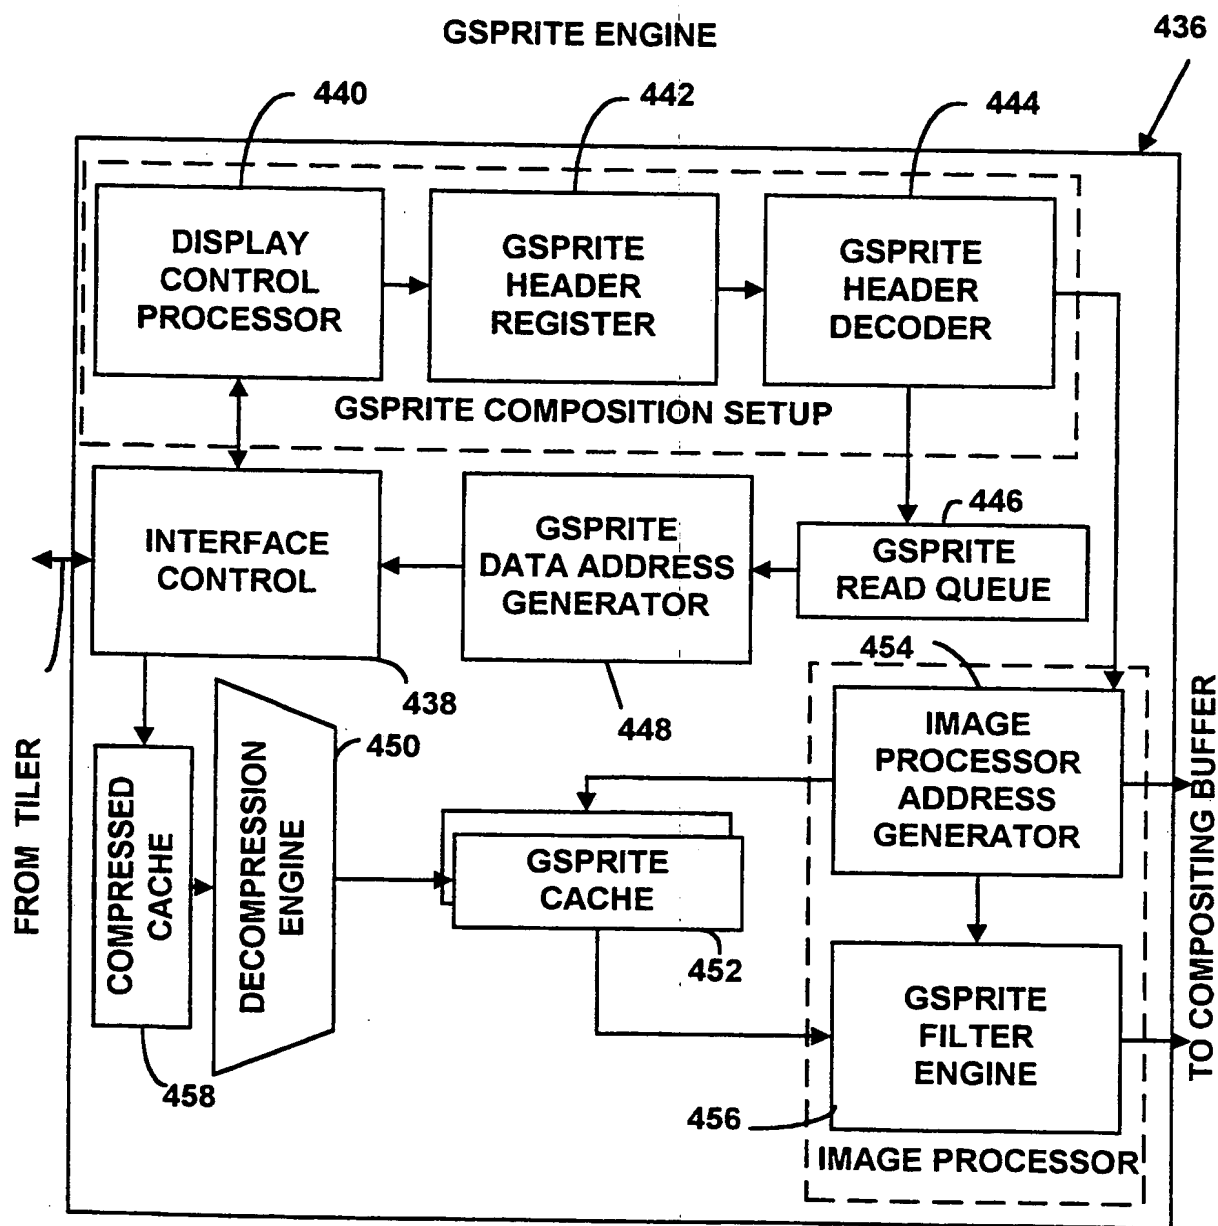 GSPRITE ENGINE
436
440
442
444
DISPLAY
CONTROL
PROCESSOR
GSPRITE
HEADER
REGISTER
GSPRITE
HEADER
DECODER
GSPRITE COMPOSITION SETUP
446
INTERFACE
CONTROL
GSPRITE
DATA ADDRESS
GENERATOR
GSPRITE
READ QUEUE
438
448
454
450
FROM TILER
COMPRESSED
CACHE
DECOMPRESSION
ENGINE
GSPRITE
CACHE
452
IMAGE
PROCESSOR
ADDRESS
GENERATOR
TO COMPOSITING BUFFER
GSPRITE
FILTER
ENGINE
458
456
IMAGE PROCESSOR